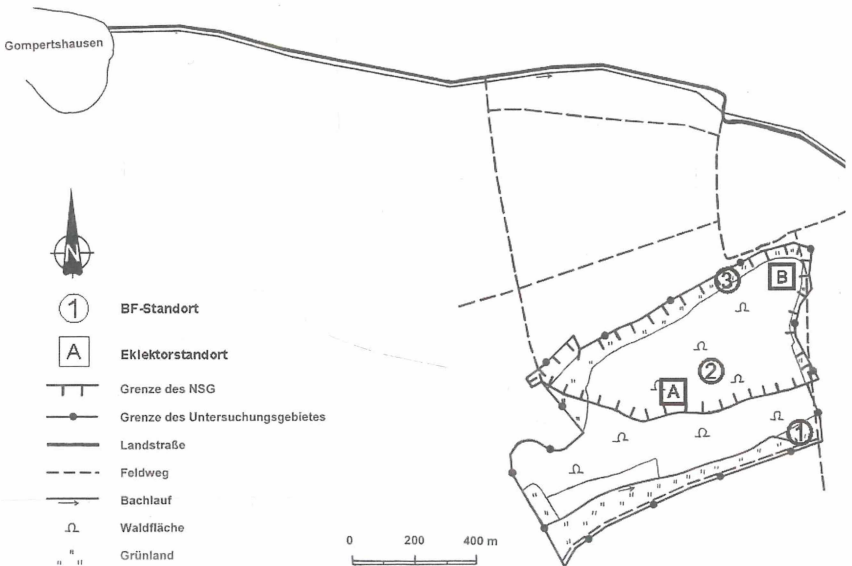 Gompertshausen
N
1 BF-Standort
A Eklektorstandort
Grenze des NSG
Grenze des Untersuchungsgebietes
Landstraße
Feldweg
Bachlauf
Waldfläche
Grünland
0 200 400 m
3
B
2
A
1